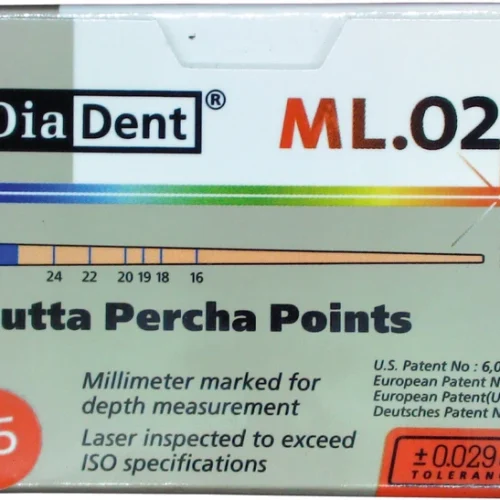 DiaDent®
ML.02
24 22 20 19 18 16
utta Percha Points
Millimeter marked for
depth measurement
Laser inspected to exceed
ISO specifications
U.S. Patent No : 6,0
European Patent N
European Patent(U
Deutsches Patent N
±0.029
TOLERAN